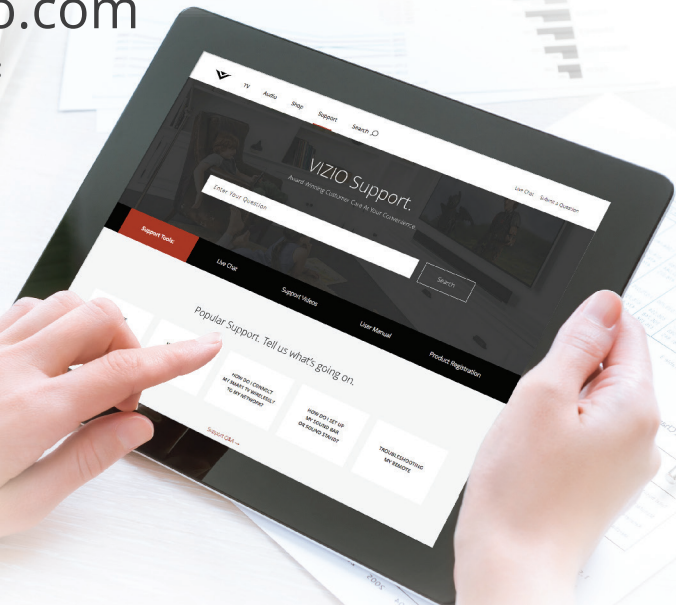 o.com
TV Audio Shop Support Search
Live Chat Submit a Question
VIZIO Support.
Award-Winning Customer Care At Your Convenience.
Enter Your Question
Search
Support Tools:
Live Chat
Support Videos
User Manual
Product Registration
Popular Support. Tell us what's going on.
HOW DO I CONNECT
MY SMART TV WIRELESSLY
TO MY NETWORK?
HOW DO I SET UP
MY SOUND BAR
OR SOUND STAND?
TROUBLESHOOTING
MY REMOTE
Support Q&A →